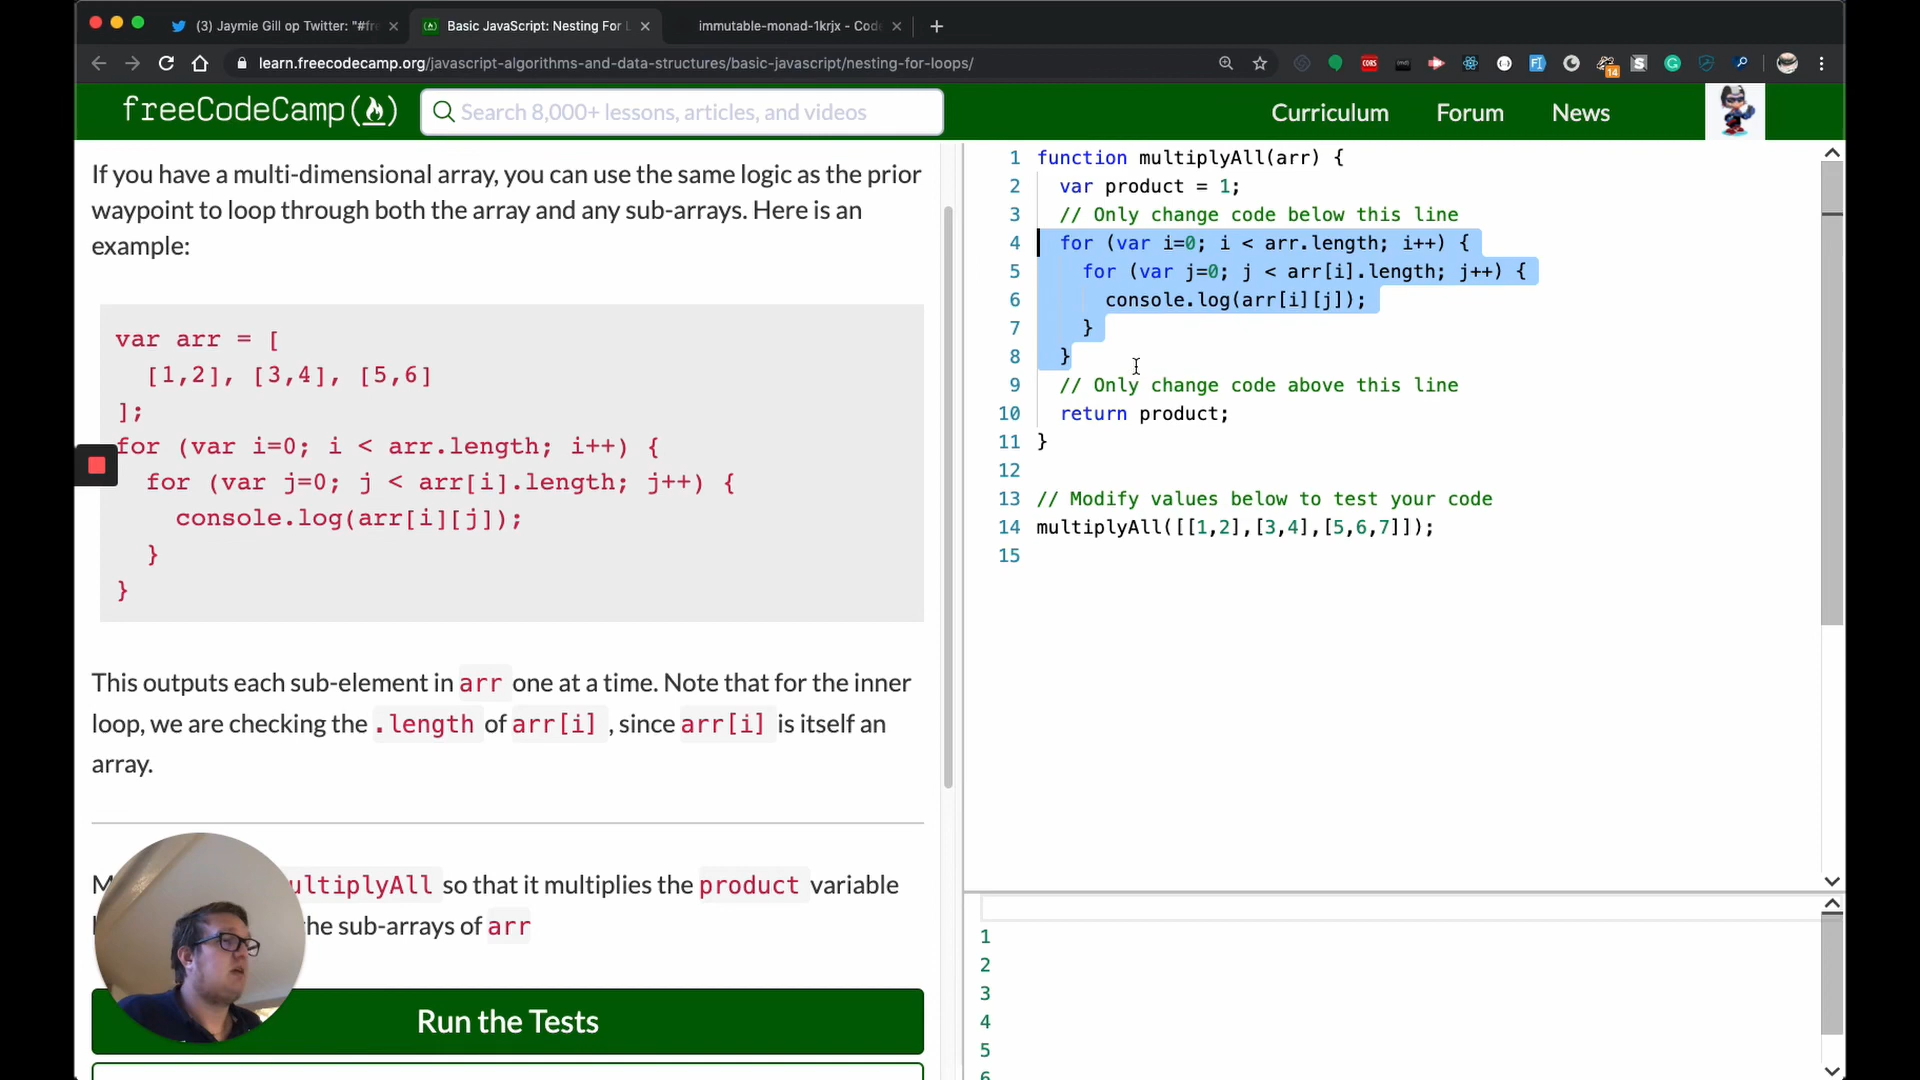 (3) Jaymie Gill op Twitter: "#fre
Basic JavaScript: Nesting For L
immutable-monad-1krjx - Code
learn.freecodecamp.org/javascript-algorithms-and-data-structures/basic-javascript/nesting-for-loops/
CORS
14
freeCodeCamp
Search 8,000+ lessons, articles, and videos
Curriculum Forum News
If you have a multi-dimensional array, you can use the same logic as the prior
waypoint to loop through both the array and any sub-arrays. Here is an
example:
var arr = [
[1,2], [3,4], [5,6]
];
for (var i=0; i < arr.length; i++) {
for (var j=0; j < arr[i].length; j++) {
console.log(arr[i][j]);
}
}
This outputs each sub-element in arr one at a time. Note that for the inner
loop, we are checking the .length of arr[i] , since arr[i] is itself an
array.
ultiplyAll so that it multiplies the product variable
the sub-arrays of arr
Run the Tests
1 function multiplyAll(arr) {
2 var product = 1;
3 // Only change code below this line
4 for (var i=0; i < arr.length; i++) {
5 for (var j=0; j < arr[i].length; j++) {
6 console.log(arr[i][j]);
7 }
8 }
9 // Only change code above this line
10 return product;
11 }
12
13 // Modify values below to test your code
14 multiplyAll([[1,2],[3,4],[5,6,7]]);
15
1
2
3
4
5
6